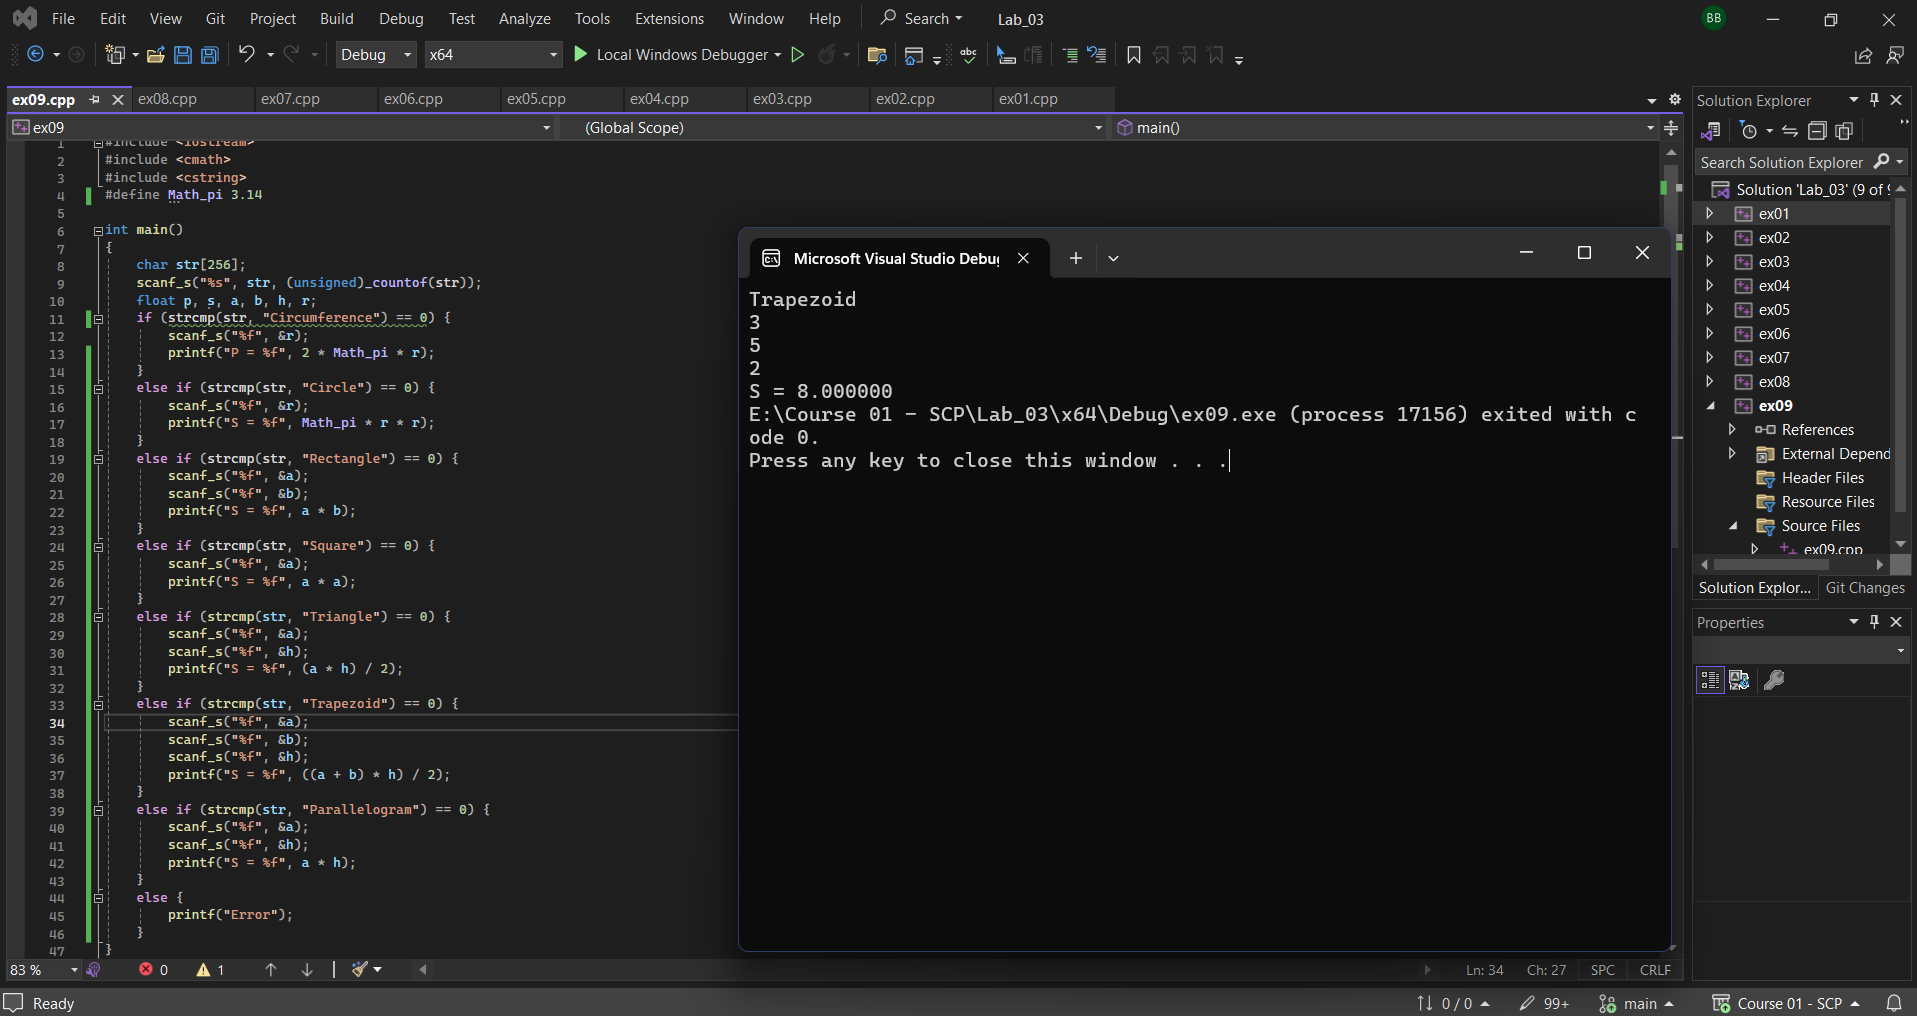 File Edit View Git Project Build Debug Test Analyze Tools Extensions Window Help Search Lab_03 BB
Debug x64 Local Windows Debugger abc
ex09.cpp ex08.cpp ex07.cpp ex06.cpp ex05.cpp ex04.cpp ex03.cpp ex02.cpp ex01.cpp
ex09 (Global Scope) main()
1 #include <iostream>
2 #include <cmath>
3 #include <cstring>
4 #define Math_pi 3.14
5
6 int main()
7 {
8 char str[256];
9 scanf_s("%s", str, (unsigned)_countof(str));
10 float p, s, a, b, h, r;
11 if (strcmp(str, "Circumference") == 0) {
12 scanf_s("%f", &r);
13 printf("P = %f", 2 * Math_pi * r);
14 }
15 else if (strcmp(str, "Circle") == 0) {
16 scanf_s("%f", &r);
17 printf("S = %f", Math_pi * r * r);
18 }
19 else if (strcmp(str, "Rectangle") == 0) {
20 scanf_s("%f", &a);
21 scanf_s("%f", &b);
22 printf("S = %f", a * b);
23 }
24 else if (strcmp(str, "Square") == 0) {
25 scanf_s("%f", &a);
26 printf("S = %f", a * a);
27 }
28 else if (strcmp(str, "Triangle") == 0) {
29 scanf_s("%f", &a);
30 scanf_s("%f", &h);
31 printf("S = %f", (a * h) / 2);
32 }
33 else if (strcmp(str, "Trapezoid") == 0) {
34 scanf_s("%f", &a);
35 scanf_s("%f", &b);
36 scanf_s("%f", &h);
37 printf("S = %f", ((a + b) * h) / 2);
38 }
39 else if (strcmp(str, "Parallelogram") == 0) {
40 scanf_s("%f", &a);
41 scanf_s("%f", &h);
42 printf("S = %f", a * h);
43 }
44 else {
45 printf("Error");
46 }
47 }
83 % 0 1 Ln: 34 Ch: 27 SPC CRLF
Microsoft Visual Studio Debug
Trapezoid
3
5
2
S = 8.000000
E:\Course 01 - SCP\Lab_03\x64\Debug\ex09.exe (process 17156) exited with c
ode 0.
Press any key to close this window . . .
Solution Explorer
Search Solution Explorer
Solution 'Lab_03' (9 of 9
ex01
ex02
ex03
ex04
ex05
ex06
ex07
ex08
ex09
References
External Depend
Header Files
Resource Files
Source Files
ex09.cpp
Solution Explor... Git Changes
Properties
Ready 0 / 0 99+ main Course 01 - SCP